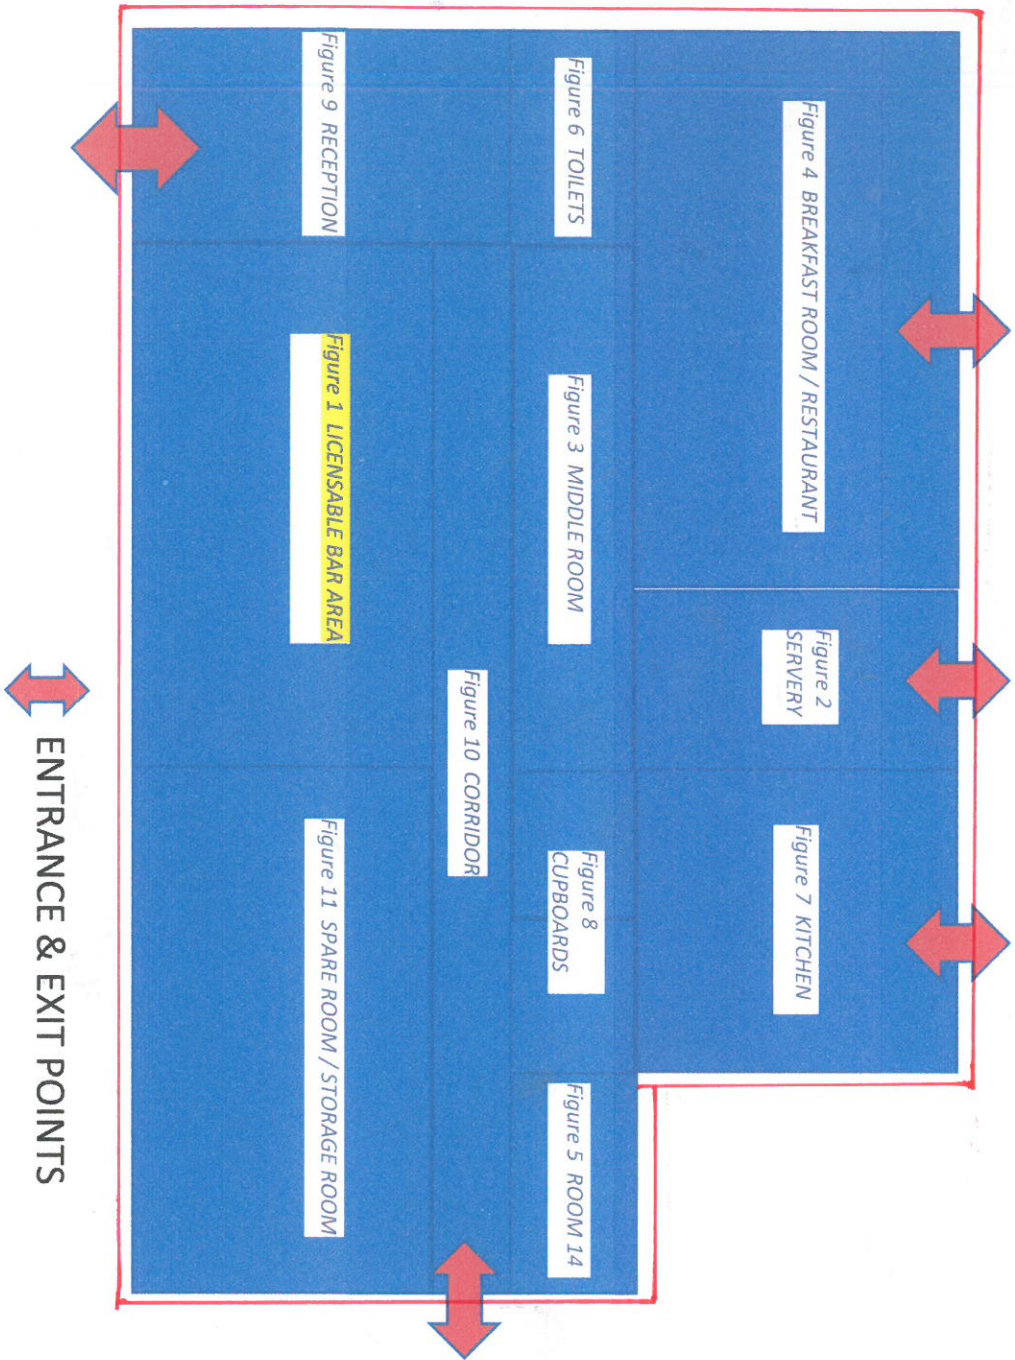 Figure 4 BREAKFAST ROOM / RESTAURANT
Figure 2
SERVERY
Figure 7 KITCHEN
Figure 6 TOILETS
Figure 3 MIDDLE ROOM
Figure 8
CUPBOARDS
Figure 5 ROOM 14
Figure 10 CORRIDOR
Figure 9 RECEPTION
Figure 1 LICENSABLE BAR AREA
Figure 11 SPARE ROOM / STORAGE ROOM
ENTRANCE & EXIT POINTS